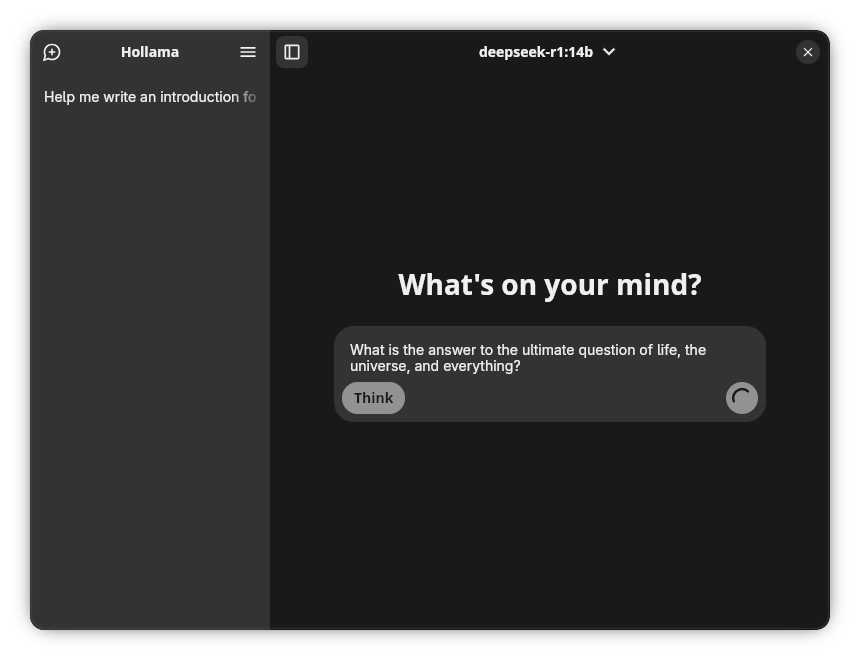 Hollama
deepseek-r1:14b
Help me write an introduction fo
What's on your mind?
What is the answer to the ultimate question of life, the
universe, and everything?
Think